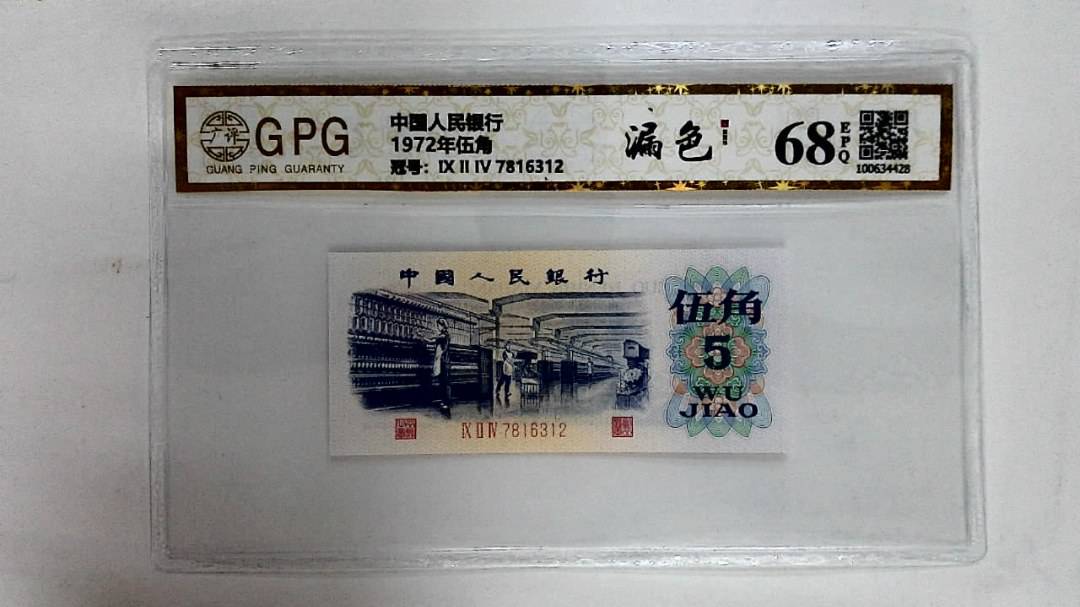 广评
GPG
GUANG PING GUARANTY
中国人民银行
1972年伍角
冠号: IX II IV 7816312
漏色
68
EPQ
100634428
中國人民銀行
伍角
5
WU
JIAO
IX II IV 7816312